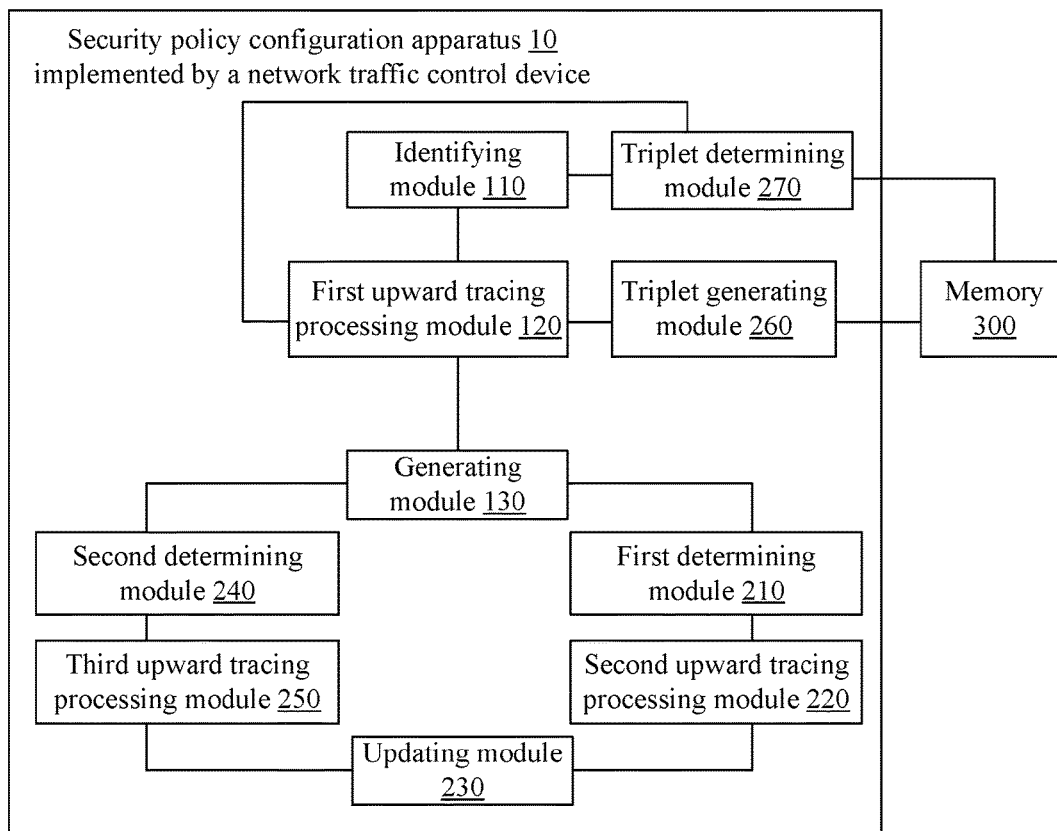 Security policy configuration apparatus 10
implemented by a network traffic control device
Identifying
module 110
Triplet determining
module 270
First upward tracing
processing module 120
Triplet generating
module 260
Memory
300
Generating
module 130
Second determining
module 240
First determining
module 210
Third upward tracing
processing module 250
Second upward tracing
processing module 220
Updating module
230